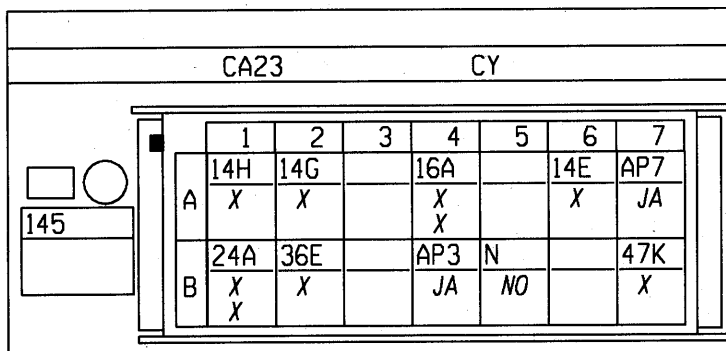 CA23 CY
1 2 3 4 5 6 7
14H 14G 16A 14E AP7
A X X X X JA
X
145
24A 36E AP3 N 47K
B X X JA NO X
X